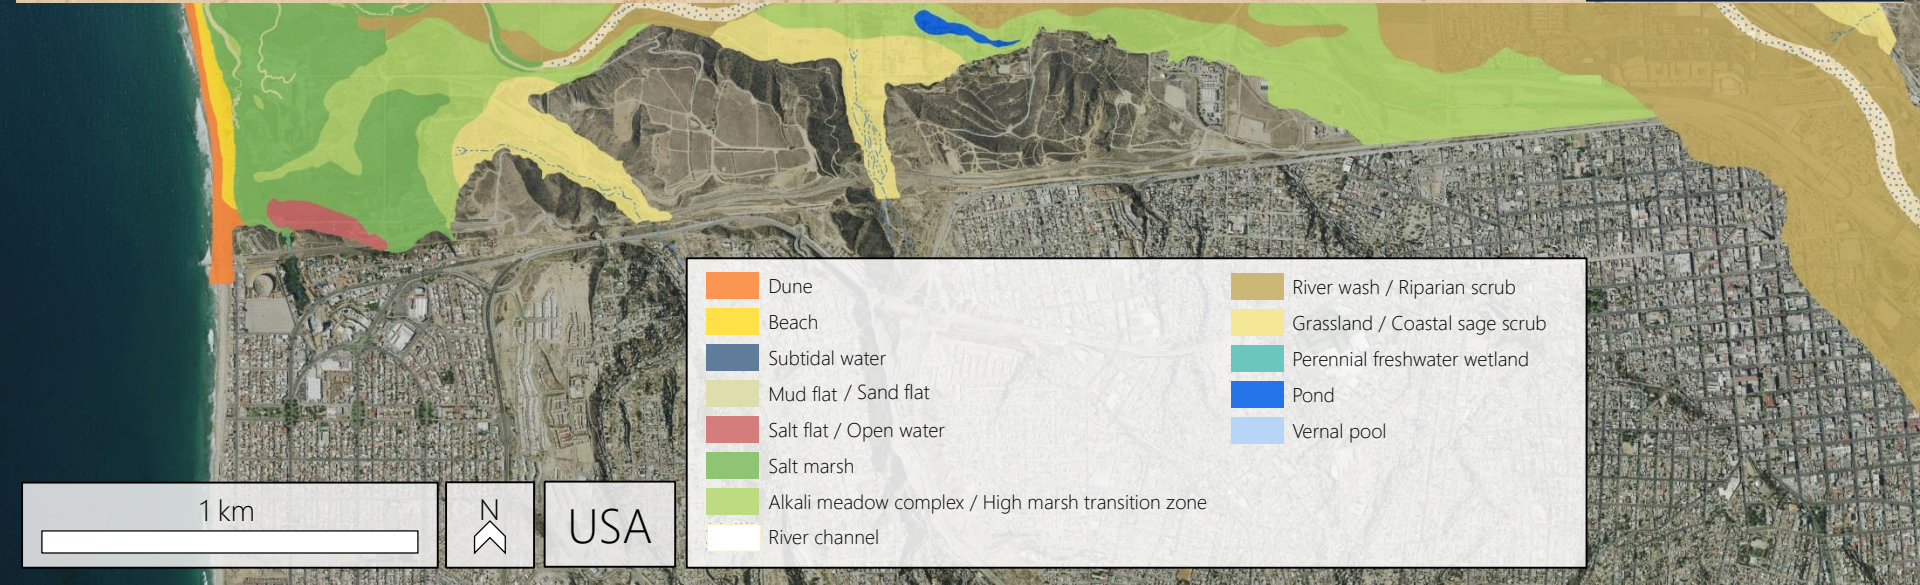 Dune
Beach
Subtidal water
Mud flat / Sand flat
Salt flat / Open water
Salt marsh
Alkali meadow complex / High marsh transition zone
River channel
River wash / Riparian scrub
Grassland / Coastal sage scrub
Perennial freshwater wetland
Pond
Vernal pool
1 km
N
USA